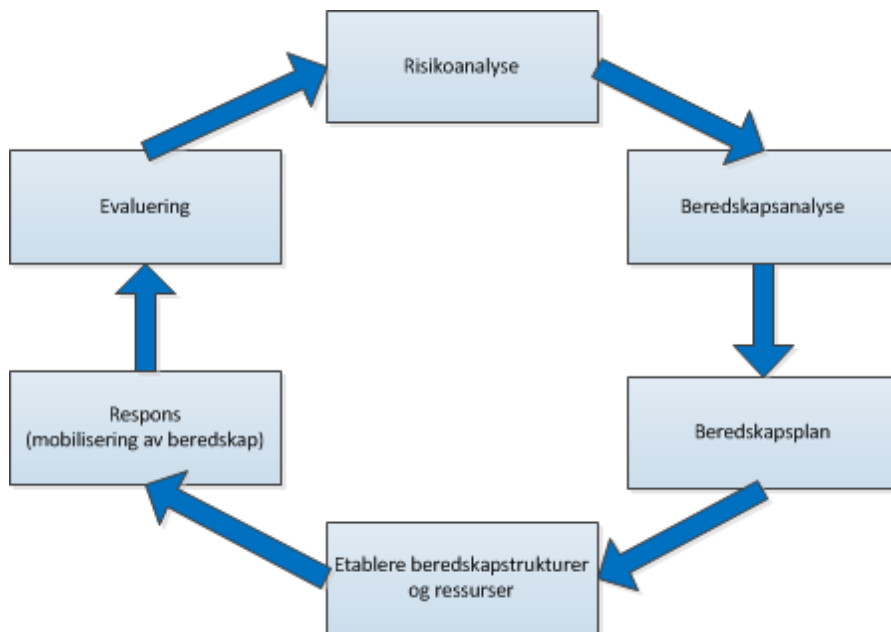 Risikoanalyse
Beredskapsanalyse
Beredskapsplan
Etablere beredskapstrukturer
og ressurser
Respons
(mobilisering av beredskap)
Evaluering